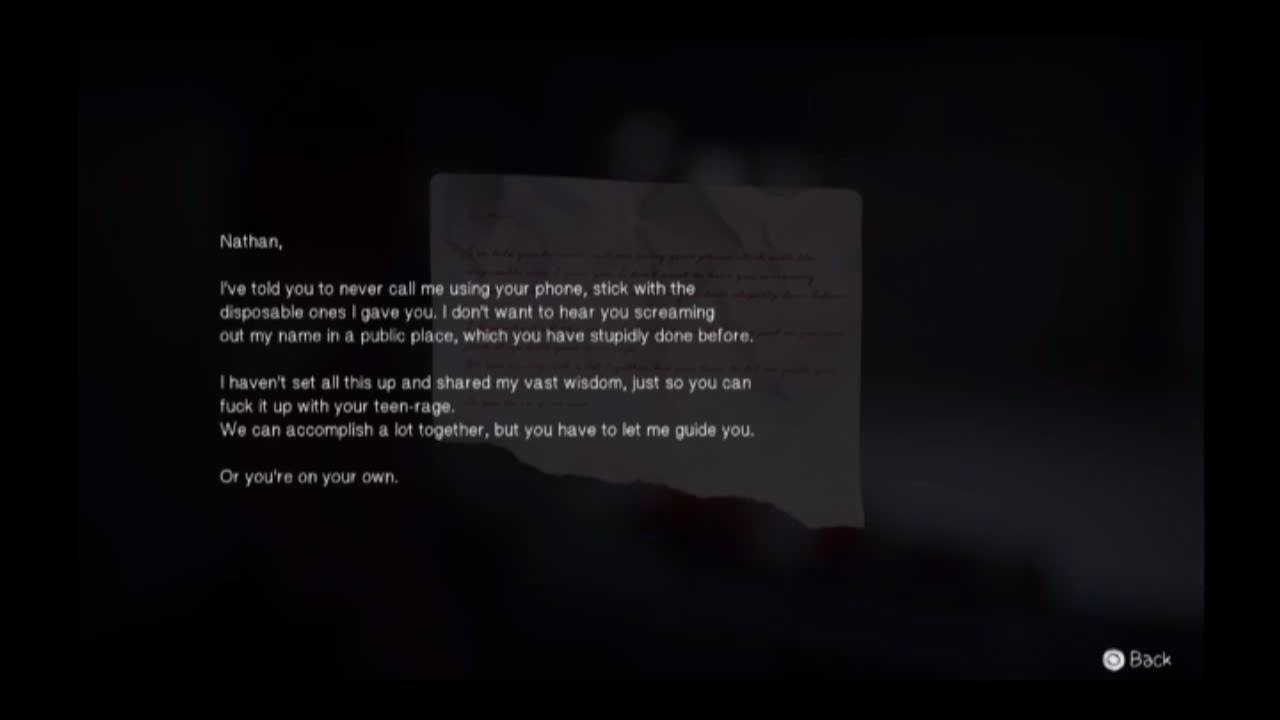 Nathan,
I've told you to never call me using your phone, stick with the
disposable ones I gave you. I don't want to hear you screaming
out my name in a public place, which you have stupidly done before.
I haven't set all this up and shared my vast wisdom, just so you can
fuck it up with your teen-rage.
We can accomplish a lot together, but you have to let me guide you.
Or you're on your own.
Back